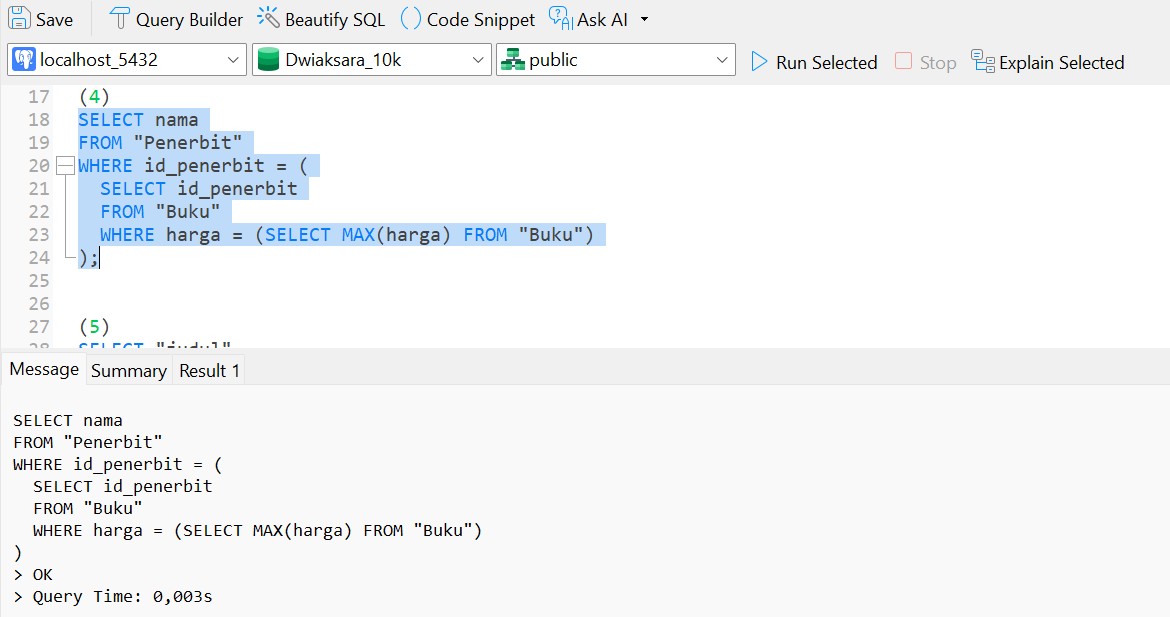 Save Query Builder Beautify SQL () Code Snippet Ask AI
localhost_5432 Dwiaksara_10k public Run Selected Stop Explain Selected
17 (4)
18 SELECT nama
19 FROM "Penerbit"
20 WHERE id_penerbit = (
21 SELECT id_penerbit
22 FROM "Buku"
23 WHERE harga = (SELECT MAX(harga) FROM "Buku")
24 );
25
26
27 (5)
28 SELECT "judul"
Message Summary Result 1
SELECT nama
FROM "Penerbit"
WHERE id_penerbit = (
SELECT id_penerbit
FROM "Buku"
WHERE harga = (SELECT MAX(harga) FROM "Buku")
)
> OK
> Query Time: 0,003s